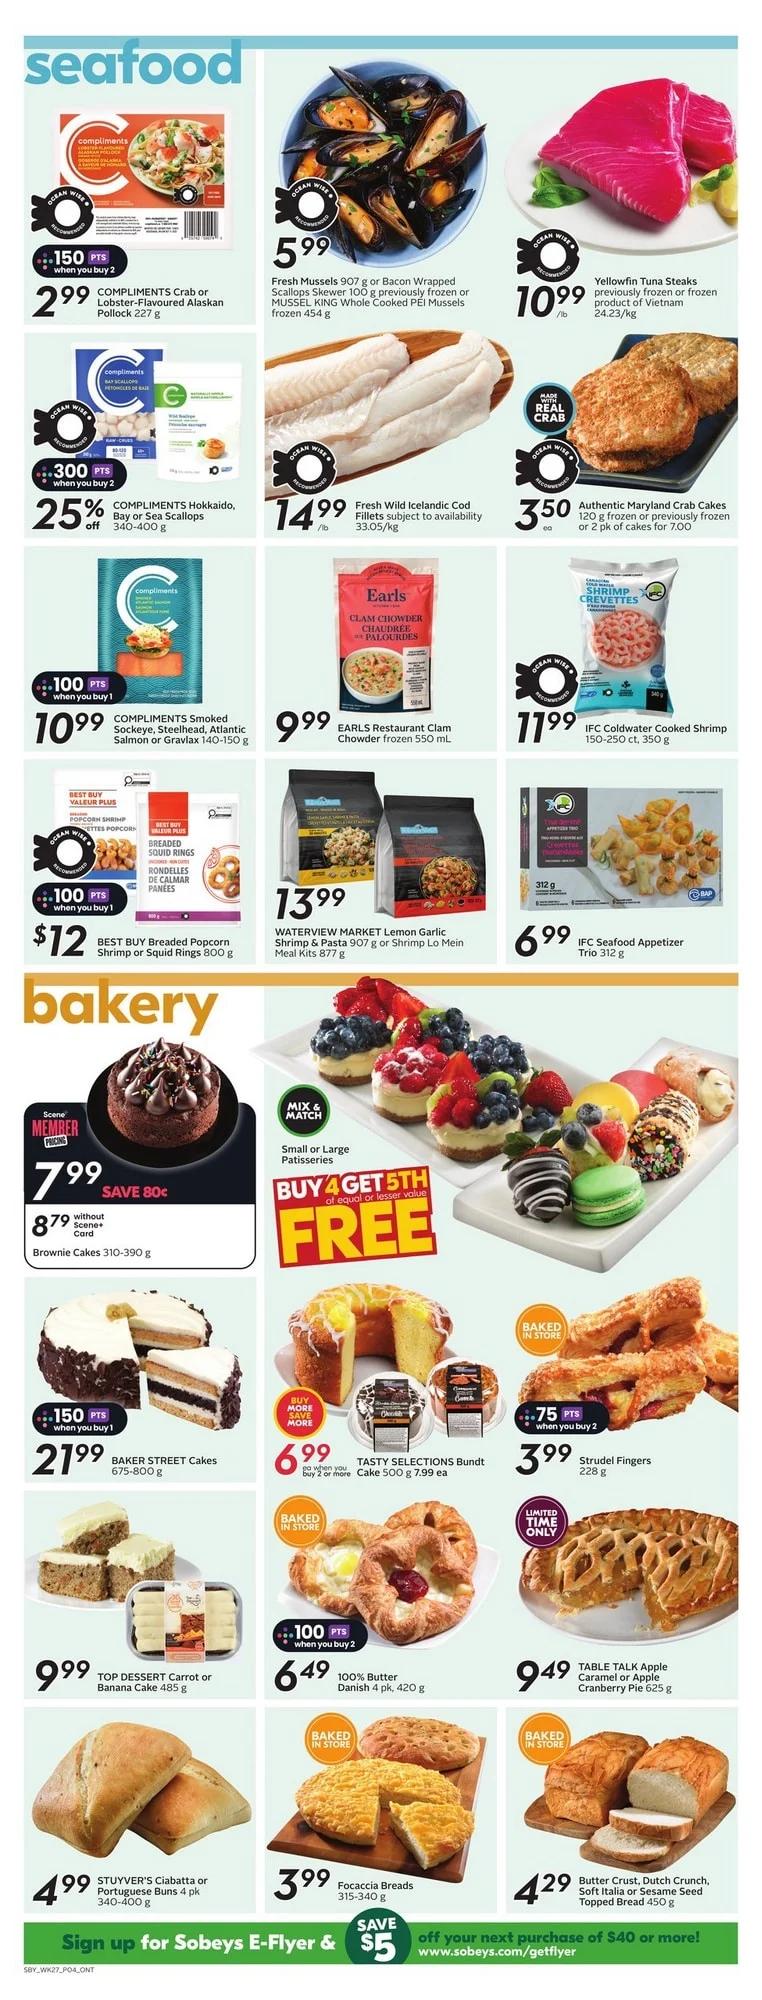 seafood
compliments
LOBSTER-FLAVOURED
ALASKAN POLLOCK
OCEAN WISE
RECOMMENDED
150 PTS
when you buy 2
2.99
COMPLIMENTS Crab or
Lobster-Flavoured Alaskan
Pollock 227 g
OCEAN WISE
RECOMMENDED
5.99
Fresh Mussels 907 g or Bacon Wrapped
Scallops Skewer 100 g previously frozen or
MUSSEL KING Whole Cooked PEI Mussels
frozen 454 g
OCEAN WISE
RECOMMENDED
10.99 /lb
Yellowfin Tuna Steaks
previously frozen or frozen
product of Vietnam
24.23/kg
compliments
BAY SCALLOPS
PÉTONCLES DE BAIE
RAW • CRUES
OCEAN WISE
RECOMMENDED
300 PTS
when you buy 2
25% off
COMPLIMENTS Hokkaido,
Bay or Sea Scallops
340-400 g
OCEAN WISE
RECOMMENDED
14.99 /lb
Fresh Wild Icelandic Cod
Fillets subject to availability
33.05/kg
MADE WITH
REAL
CRAB
OCEAN WISE
RECOMMENDED
3.50 ea
Authentic Maryland Crab Cakes
120 g frozen or previously frozen
or 2 pk of cakes for 7.00
compliments
100 PTS
when you buy 1
10.99
COMPLIMENTS Smoked
Sockeye, Steelhead, Atlantic
Salmon or Gravlax 140-150 g
Earls
CLAM CHOWDER
CHAUDRÉE
AUX PALOURDES
9.99
EARLS Restaurant Clam
Chowder frozen 550 mL
CANADIAN
COLD WATER
SHRIMP
CREVETTES
IFC
340 g
OCEAN WISE
RECOMMENDED
11.99
IFC Coldwater Cooked Shrimp
150-250 ct, 350 g
BEST BUY
VALEUR PLUS
POPCORN SHRIMP
BEST BUY
VALEUR PLUS
BREADED
SQUID RINGS
RONDELLES
DE CALMAR
PANÉES
800 g
OCEAN WISE
RECOMMENDED
100 PTS
when you buy 1
$12
BEST BUY Breaded Popcorn
Shrimp or Squid Rings 800 g
13.99
WATERVIEW MARKET Lemon Garlic
Shrimp & Pasta 907 g or Shrimp Lo Mein
Meal Kits 877 g
IFC
312 g
BAP
6.99
IFC Seafood Appetizer
Trio 312 g
bakery
Scene+
MEMBER
PRICING
7.99
SAVE 80¢
8.79 without
Scene+
Card
Brownie Cakes 310-390 g
MIX &
MATCH
Small or Large
Patisseries
BUY 4 GET 5TH
of equal or lesser value
FREE
150 PTS
when you buy 1
21.99
BAKER STREET Cakes
675-800 g
BUY
MORE
SAVE
MORE
6.99
ea when you
buy 2 or more
TASTY SELECTIONS Bundt
Cake 500 g 7.99 ea
BAKED
IN STORE
75 PTS
when you buy 2
3.99
Strudel Fingers
228 g
9.99
TOP DESSERT Carrot or
Banana Cake 485 g
BAKED
IN STORE
100 PTS
when you buy 2
6.49
100% Butter
Danish 4 pk, 420 g
LIMITED
TIME
ONLY
9.49
TABLE TALK Apple
Caramel or Apple
Cranberry Pie 625 g
4.99
STUYVER'S Ciabatta or
Portuguese Buns 4 pk
340-400 g
BAKED
IN STORE
3.99
Focaccia Breads
315-340 g
BAKED
IN STORE
4.29
Butter Crust, Dutch Crunch,
Soft Italia or Sesame Seed
Topped Bread 450 g
Sign up for Sobeys E-Flyer &
SAVE
$5
off your next purchase of $40 or more!
www.sobeys.com/getflyer
SBY_WK27_P04_ONT